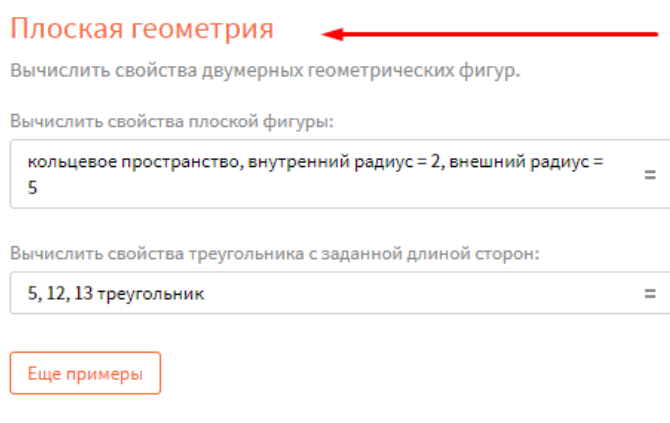 Плоская геометрия
Вычислить свойства двумерных геометрических фигур.
Вычислить свойства плоской фигуры:
кольцевое пространство, внутренний радиус = 2, внешний радиус =
5
=
Вычислить свойства треугольника с заданной длиной сторон:
5, 12, 13 треугольник
=
Еще примеры